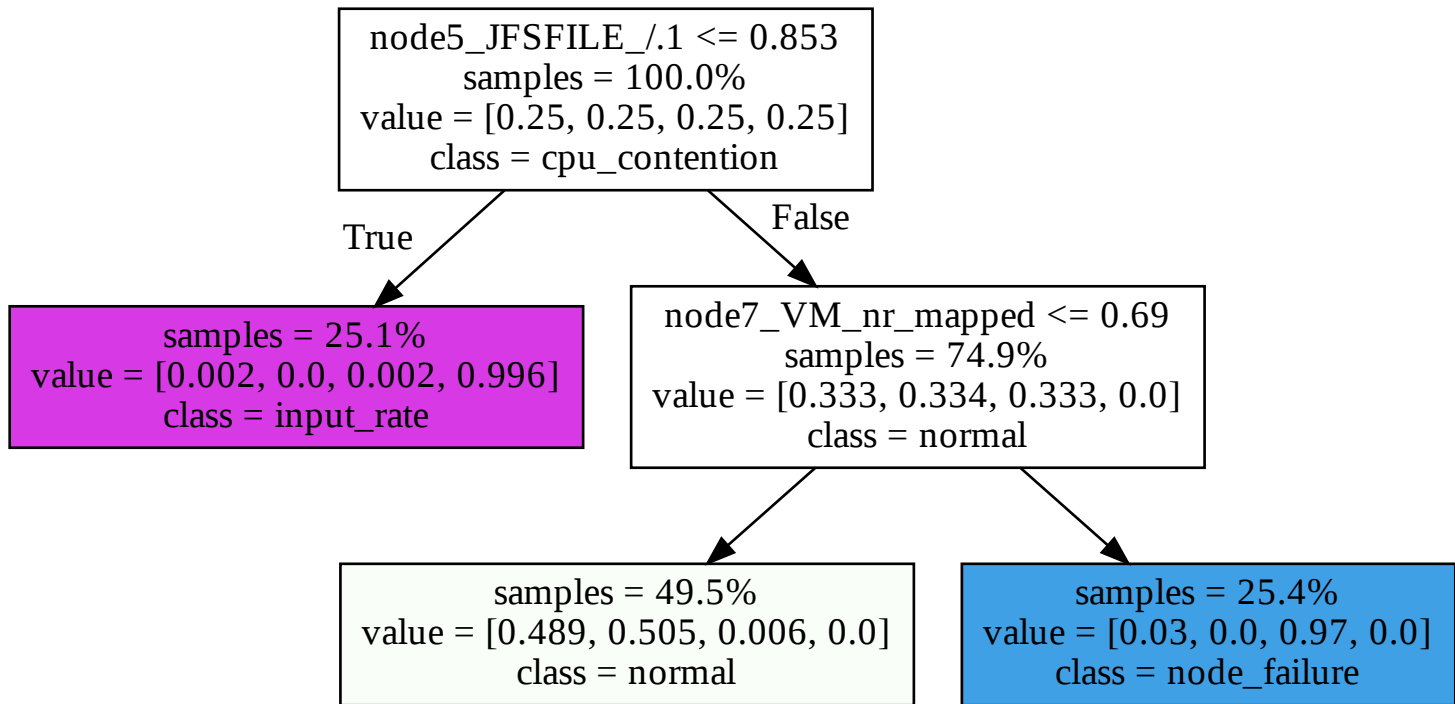 node5_JFSFILE_/.1 <= 0.853
samples = 100.0%
value = [0.25, 0.25, 0.25, 0.25]
class = cpu_contention
True
False
samples = 25.1%
value = [0.002, 0.0, 0.002, 0.996]
class = input_rate
node7_VM_nr_mapped <= 0.69
samples = 74.9%
value = [0.333, 0.334, 0.333, 0.0]
class = normal
samples = 49.5%
value = [0.489, 0.505, 0.006, 0.0]
class = normal
samples = 25.4%
value = [0.03, 0.0, 0.97, 0.0]
class = node_failure